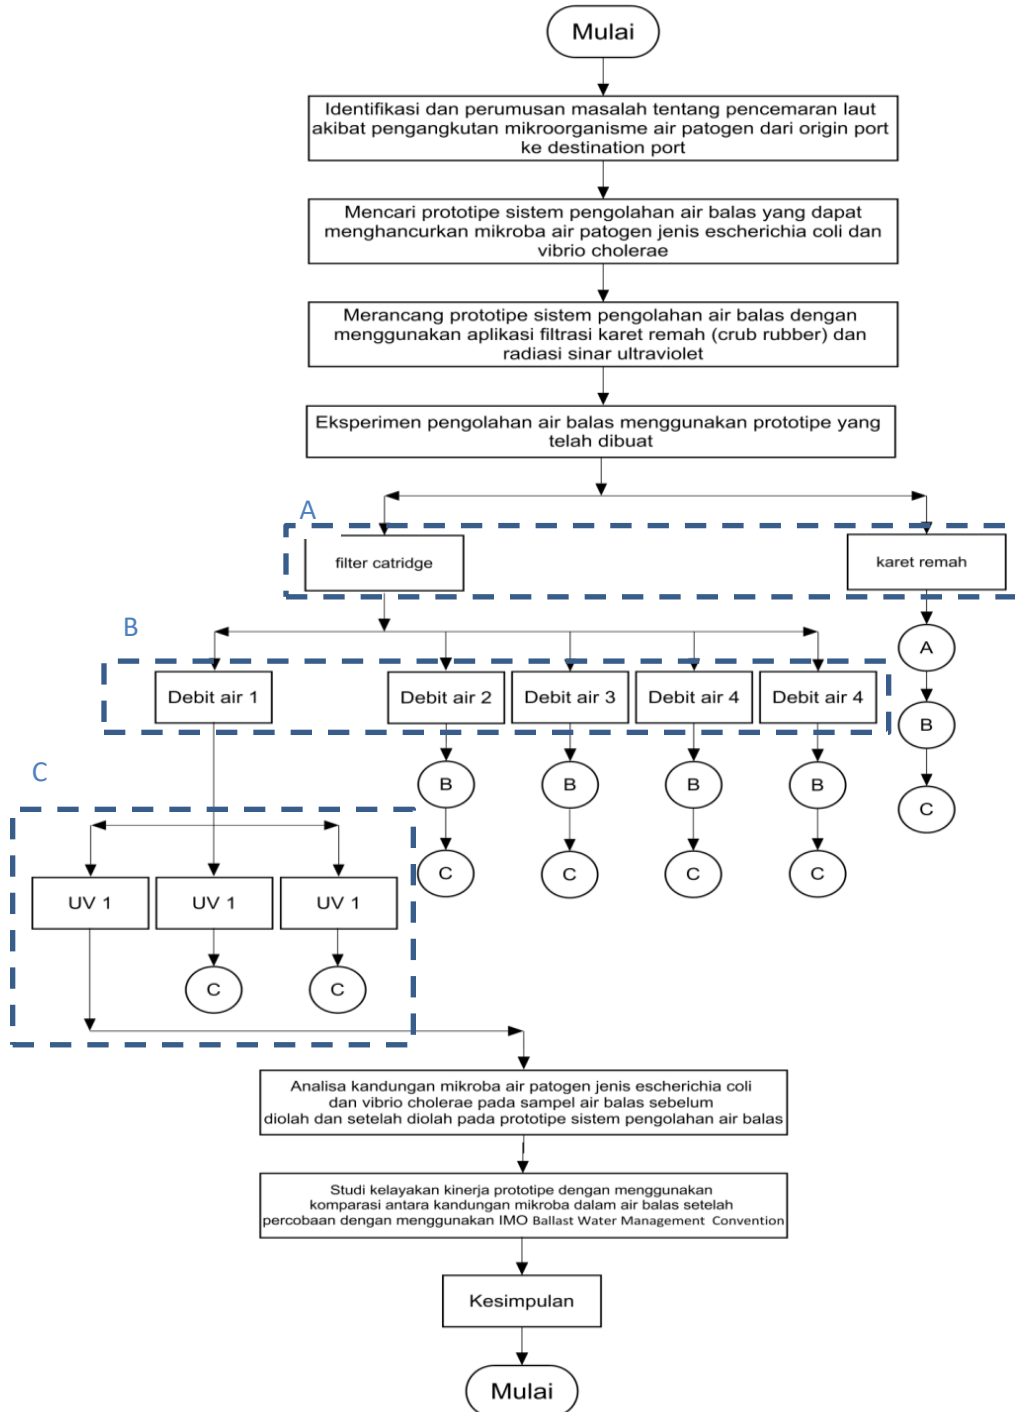 Mulai
Identifikasi dan perumusan masalah tentang pencemaran laut
akibat pengangkutan mikroorganisme air patogen dari origin port
ke destination port
Mencari prototipe sistem pengolahan air balas yang dapat
menghancurkan mikroba air patogen jenis escherichia coli dan
vibrio cholerae
Merancang prototipe sistem pengolahan air balas dengan
menggunakan aplikasi filtrasi karet remah (crub rubber) dan
radiasi sinar ultraviolet
Eksperimen pengolahan air balas menggunakan prototipe yang
telah dibuat
A
filter catridge
karet remah
B
A
Debit air 1
Debit air 2
Debit air 3
Debit air 4
Debit air 4
B
C
B
B
B
B
C
C
C
C
C
UV 1
UV 1
UV 1
C
C
Analisa kandungan mikroba air patogen jenis escherichia coli
dan vibrio cholerae pada sampel air balas sebelum
diolah dan setelah diolah pada prototipe sistem pengolahan air balas
Studi kelayakan kinerja prototipe dengan menggunakan
komparasi antara kandungan mikroba dalam air balas setelah
percobaan dengan menggunakan IMO Ballast Water Management Convention
Kesimpulan
Mulai